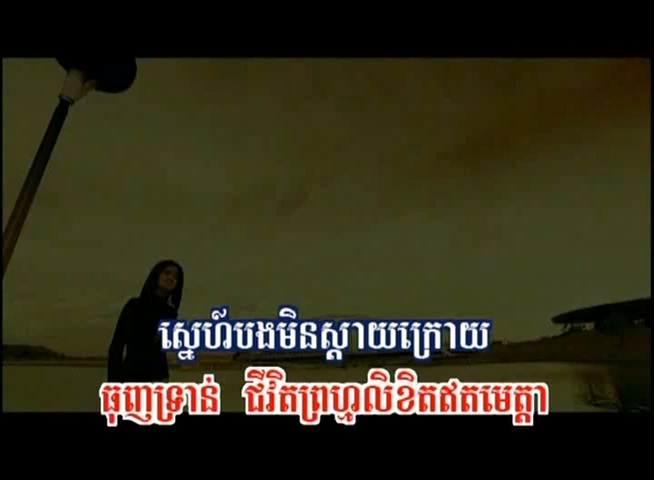 ស្នេហ៍បងមិនស្ដាយក្រោយ
ធុញទ្រាន់ ជីវិតព្រហ្មលិខិតឥតមេត្តា